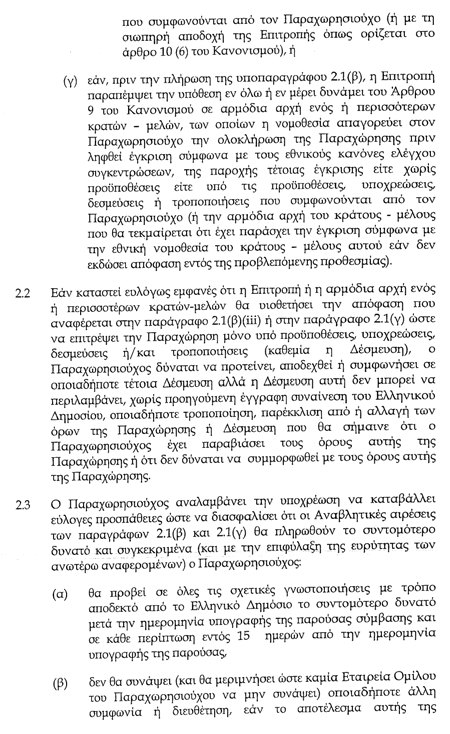 που συμφωνούνται από τον Παραχωρησιούχο (ή με τη
σιωπηρή αποδοχή της Επιτροπής όπως ορίζεται στο
άρθρο 10 (6) του Κανονισμού), ή
(γ) εάν, πριν την πλήρωση της υποπαραγράφου 2.1(β), η Επιτροπή
παραπέμψει την υπόθεση εν όλω ή εν μέρει δυνάμει του Άρθρου
9 του Κανονισμού σε αρμόδια αρχή ενός ή περισσότερων
κρατών – μελών, των οποίων η νομοθεσία απαγορεύει στον
Παραχωρησιούχο την ολοκλήρωση της Παραχώρησης πριν
ληφθεί έγκριση σύμφωνα με τους εθνικούς κανόνες ελέγχου
συγκεντρώσεων, της παροχής τέτοιας έγκρισης είτε χωρίς
προϋποθέσεις είτε υπό τις προϋποθέσεις, υποχρεώσεις,
δεσμεύσεις ή τροποποιήσεις που συμφωνούνται από τον
Παραχωρησιούχο (ή την αρμόδια αρχή του κράτους - μέλους
που θα τεκμαίρεται ότι έχει παράσχει την έγκριση σύμφωνα με
την εθνική νομοθεσία του κράτους – μέλους αυτού εάν δεν
εκδώσει απόφαση εντός της προβλεπόμενης προθεσμίας).
2.2 Εάν καταστεί ευλόγως εμφανές ότι η Επιτροπή ή η αρμόδια αρχή ενός
ή περισσοτέρων κρατών-μελών θα υιοθετήσει την απόφαση που
αναφέρεται στην παράγραφο 2.1(β)(iii) ή στην παράγραφο 2.1(γ) ώστε
να επιτρέψει την Παραχώρηση μόνο υπό προϋποθέσεις, υποχρεώσεις,
δεσμεύσεις ή/και τροποποιήσεις (καθεμία η Δέσμευση), ο
Παραχωρησιούχος δύναται να προτείνει, αποδεχθεί ή συμφωνήσει σε
οποιαδήποτε τέτοια Δέσμευση αλλά η Δέσμευση αυτή δεν μπορεί να
περιλαμβάνει, χωρίς προηγούμενη έγγραφη συναίνεση του Ελληνικού
Δημοσίου, οποιαδήποτε τροποποίηση, παρέκκλιση από ή αλλαγή των
όρων της Παραχώρησης ή Δέσμευση που θα σήμαινε ότι ο
Παραχωρησιούχος έχει παραβιάσει τους όρους αυτής της
Παραχώρησης ή ότι δεν δύναται να συμμορφωθεί με τους όρους αυτής
της Παραχώρησης.
2.3 Ο Παραχωρησιούχος αναλαμβάνει την υποχρέωση να καταβάλλει
εύλογες προσπάθειες ώστε να διασφαλίσει ότι οι Αναβλητικές αιρέσεις
των παραγράφων 2.1(β) και 2.1(γ) θα πληρωθούν το συντομότερο
δυνατό και συγκεκριμένα (και με την επιφύλαξη της ευρύτητας των
ανωτέρω αναφερομένων) ο Παραχωρησιούχος:
(α) θα προβεί σε όλες τις σχετικές γνωστοποιήσεις με τρόπο
αποδεκτό από το Ελληνικό Δημόσιο το συντομότερο δυνατό
μετά την ημερομηνία υπογραφής της παρούσας σύμβασης και
σε κάθε περίπτωση εντός 15 ημερών από την ημερομηνία
υπογραφής της παρούσας,
(β) δεν θα συνάψει (και θα μεριμνήσει ώστε καμία Εταιρεία Ομίλου
του Παραχωρησιούχου να μην συνάψει) οποιαδήποτε άλλη
συμφωνία ή διευθέτηση, εάν το αποτέλεσμα αυτής της